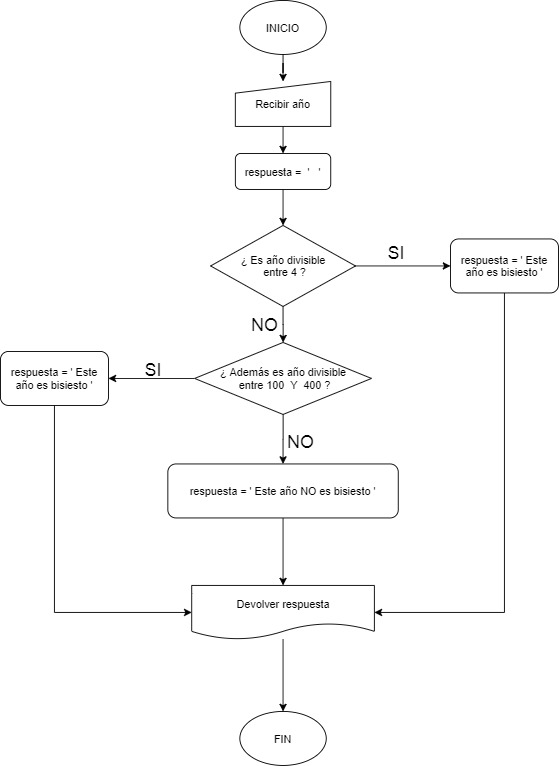 INICIO
Recibir año
respuesta = ' '
¿ Es año divisible
entre 4 ?
SI
respuesta = ' Este
año es bisiesto '
NO
¿ Además es año divisible
entre 100 Y 400 ?
SI
respuesta = ' Este
año es bisiesto '
NO
respuesta = ' Este año NO es bisiesto '
Devolver respuesta
FIN